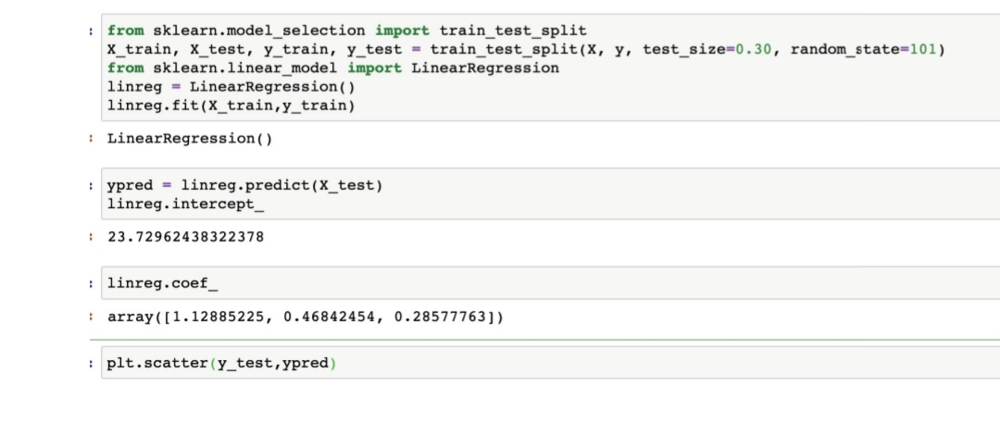 : from sklearn.model_selection import train_test_split
X_train, X_test, y_train, y_test = train_test_split(X, y, test_size=0.30, random_state=101)
from sklearn.linear_model import LinearRegression
linreg = LinearRegression()
linreg.fit(X_train,y_train)
: LinearRegression()
: ypred = linreg.predict(X_test)
linreg.intercept_
: 23.72962438322378
: linreg.coef_
: array([1.12885225, 0.46842454, 0.28577763])
: plt.scatter(y_test,ypred)